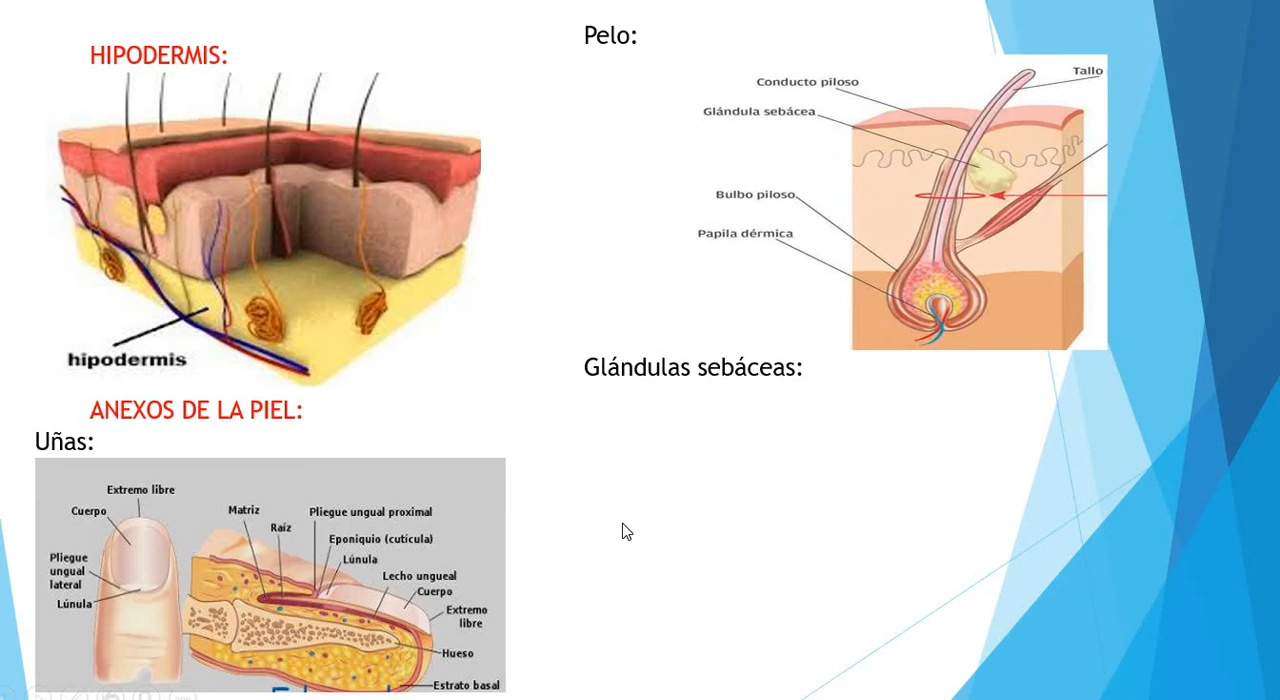 HIPODERMIS:
hipodermis
ANEXOS DE LA PIEL:
Uñas:
Extremo libre
Cuerpo
Pliegue
ungual
lateral
Lúnula
Matriz
Raíz
Pliegue ungual proximal
Eponiquio (cutícula)
Lúnula
Lecho ungueal
Cuerpo
Extremo
libre
Hueso
Estrato basal
Pelo:
Conducto piloso
Tallo
Glándula sebácea
Bulbo piloso
Papila dérmica
Glándulas sebáceas: